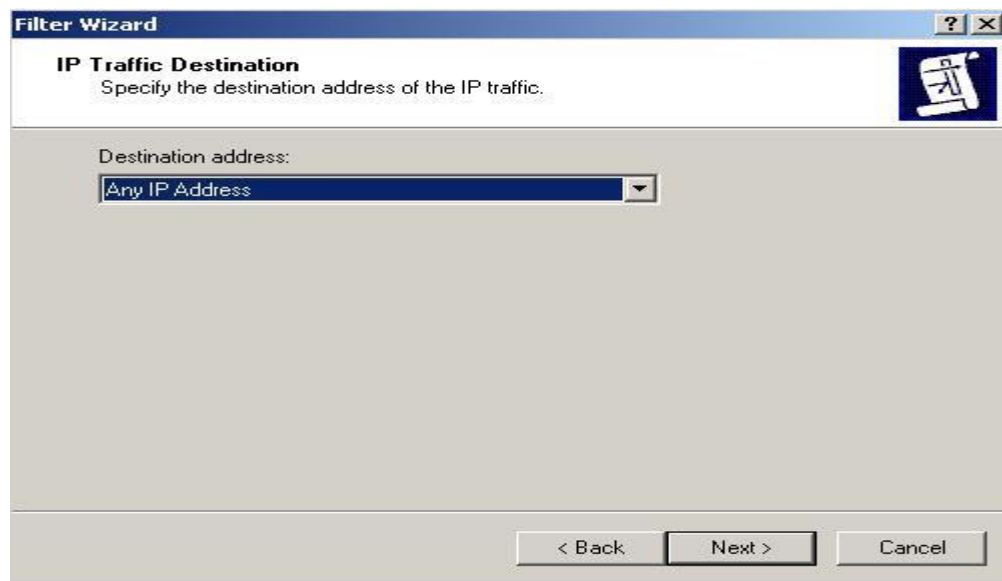 Filter Wizard
IP Traffic Destination
Specify the destination address of the IP traffic.
Destination address:
Any IP Address
< Back
Next >
Cancel